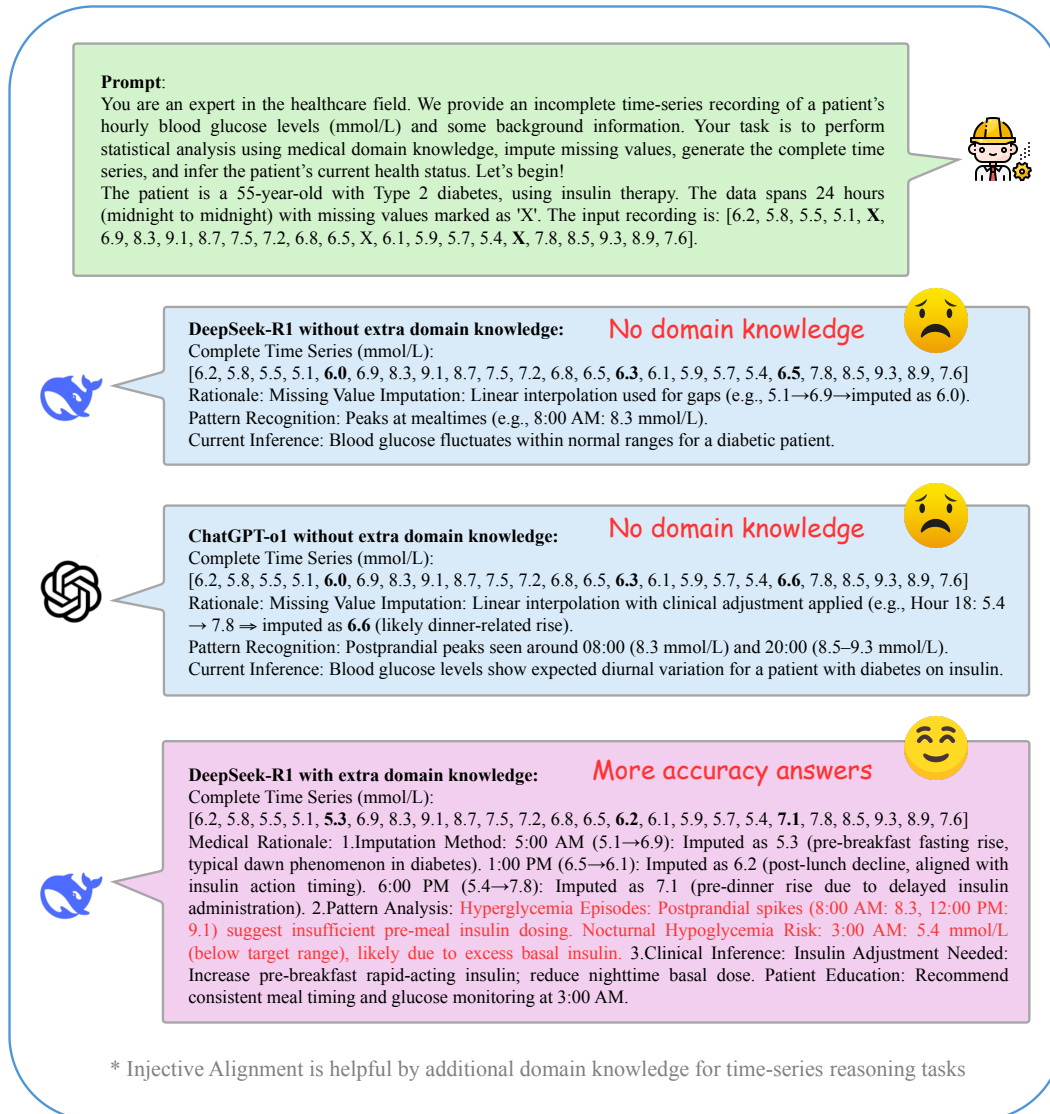 Prompt:
You are an expert in the healthcare field. We provide an incomplete time-series recording of a patient's
hourly blood glucose levels (mmol/L) and some background information. Your task is to perform
statistical analysis using medical domain knowledge, impute missing values, generate the complete time
series, and infer the patient's current health status. Let's begin!
The patient is a 55-year-old with Type 2 diabetes, using insulin therapy. The data spans 24 hours
(midnight to midnight) with missing values marked as 'X'. The input recording is: [6.2, 5.8, 5.5, 5.1, X,
6.9, 8.3, 9.1, 8.7, 7.5, 7.2, 6.8, 6.5, X, 6.1, 5.9, 5.7, 5.4, X, 7.8, 8.5, 9.3, 8.9, 7.6].
DeepSeek-R1 without extra domain knowledge: No domain knowledge
Complete Time Series (mmol/L):
[6.2, 5.8, 5.5, 5.1, 6.0, 6.9, 8.3, 9.1, 8.7, 7.5, 7.2, 6.8, 6.5, 6.3, 6.1, 5.9, 5.7, 5.4, 6.5, 7.8, 8.5, 9.3, 8.9, 7.6]
Rationale: Missing Value Imputation: Linear interpolation used for gaps (e.g., 5.1→6.9→imputed as 6.0).
Pattern Recognition: Peaks at mealtimes (e.g., 8:00 AM: 8.3 mmol/L).
Current Inference: Blood glucose fluctuates within normal ranges for a diabetic patient.
No domain knowledge
ChatGPT-o1 without extra domain knowledge:
Complete Time Series (mmol/L):
[6.2, 5.8, 5.5, 5.1, 6.0, 6.9, 8.3, 9.1, 8.7, 7.5, 7.2, 6.8, 6.5, 6.3, 6.1, 5.9, 5.7, 5.4, 6.6, 7.8, 8.5, 9.3, 8.9, 7.6]
Rationale: Missing Value Imputation: Linear interpolation with clinical adjustment applied (e.g., Hour 18: 5.4
→ 7.8 ⇒ imputed as 6.6 (likely dinner-related rise).
Pattern Recognition: Postprandial peaks seen around 08:00 (8.3 mmol/L) and 20:00 (8.5–9.3 mmol/L).
Current Inference: Blood glucose levels show expected diurnal variation for a patient with diabetes on insulin.
DeepSeek-R1 with extra domain knowledge: More accuracy answers
Complete Time Series (mmol/L):
[6.2, 5.8, 5.5, 5.1, 5.3, 6.9, 8.3, 9.1, 8.7, 7.5, 7.2, 6.8, 6.5, 6.2, 6.1, 5.9, 5.7, 5.4, 7.1, 7.8, 8.5, 9.3, 8.9, 7.6]
Medical Rationale: 1.Imputation Method: 5:00 AM (5.1→6.9): Imputed as 5.3 (pre-breakfast fasting rise,
typical dawn phenomenon in diabetes). 1:00 PM (6.5→6.1): Imputed as 6.2 (post-lunch decline, aligned with
insulin action timing). 6:00 PM (5.4→7.8): Imputed as 7.1 (pre-dinner rise due to delayed insulin
administration). 2.Pattern Analysis: Hyperglycemia Episodes: Postprandial spikes (8:00 AM: 8.3, 12:00 PM:
9.1) suggest insufficient pre-meal insulin dosing. Nocturnal Hypoglycemia Risk: 3:00 AM: 5.4 mmol/L
(below target range), likely due to excess basal insulin. 3.Clinical Inference: Insulin Adjustment Needed:
Increase pre-breakfast rapid-acting insulin; reduce nighttime basal dose. Patient Education: Recommend
consistent meal timing and glucose monitoring at 3:00 AM.
* Injective Alignment is helpful by additional domain knowledge for time-series reasoning tasks